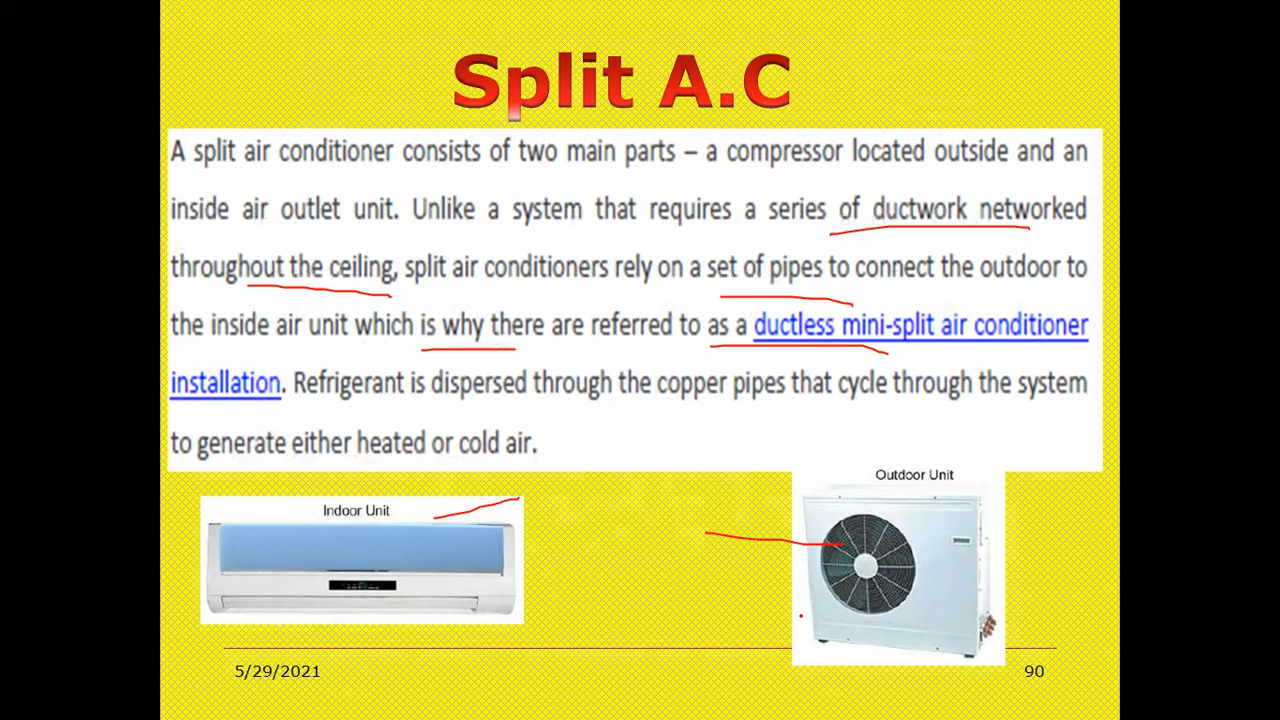 Split A.C
A split air conditioner consists of two main parts – a compressor located outside and an
inside air outlet unit. Unlike a system that requires a series of ductwork networked
throughout the ceiling, split air conditioners rely on a set of pipes to connect the outdoor to
the inside air unit which is why there are referred to as a ductless mini-split air conditioner
installation. Refrigerant is dispersed through the copper pipes that cycle through the system
to generate either heated or cold air.
Indoor Unit
Outdoor Unit
5/29/2021
90